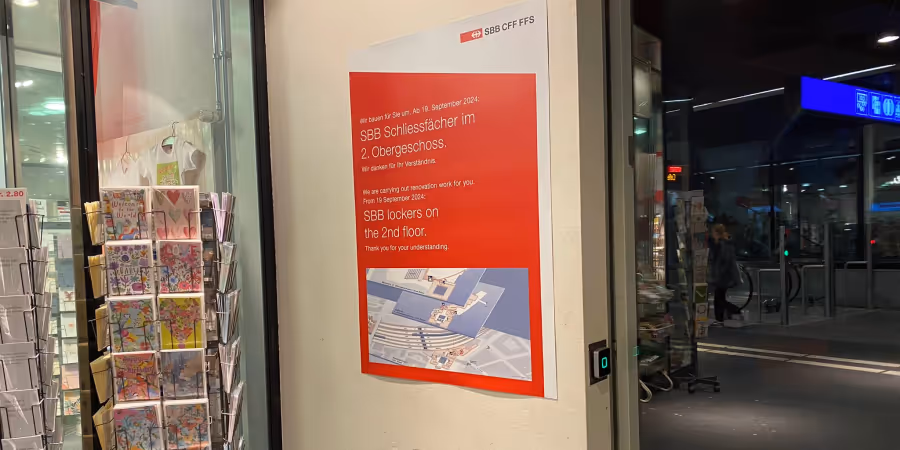 SBB CFF FFS
Wir bauen für Sie um. Ab 19. September 2024:
SBB Schliessfächer im
2. Obergeschoss.
Wir danken für Ihr Verständnis.
We are carrying out renovation work for you.
From 19 September 2024:
SBB lockers on
the 2nd floor.
Thank you for your understanding.
2.90